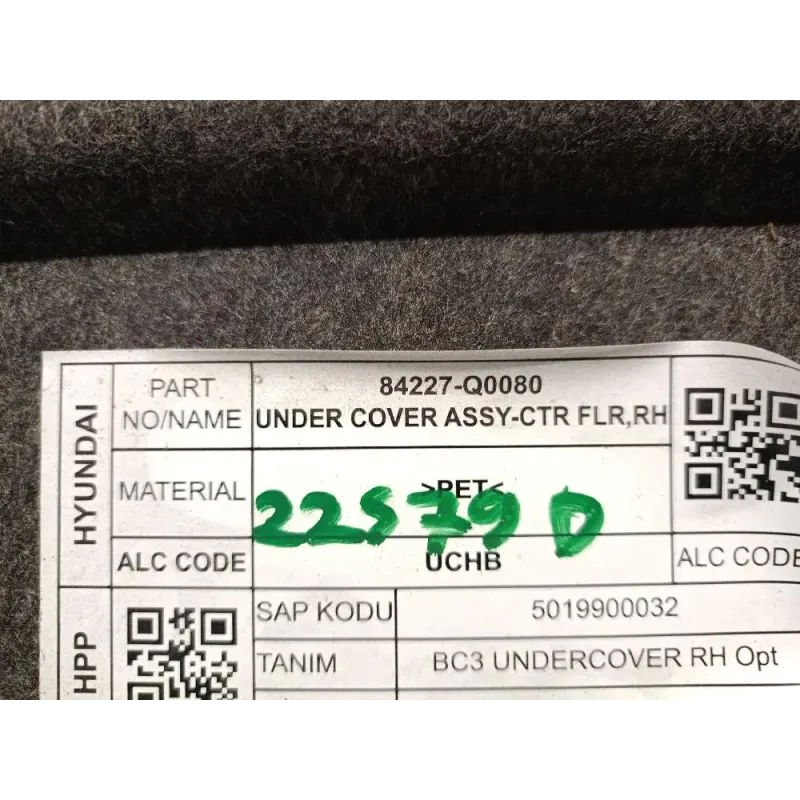 HYUNDAI
PART NO/NAME
84227-Q0080
UNDER COVER ASSY-CTR FLR,RH
MATERIAL
>PET<
22579 D
ALC CODE
UCHB
ALC CODE
HPP
SAP KODU
5019900032
TANIM
BC3 UNDERCOVER RH Opt